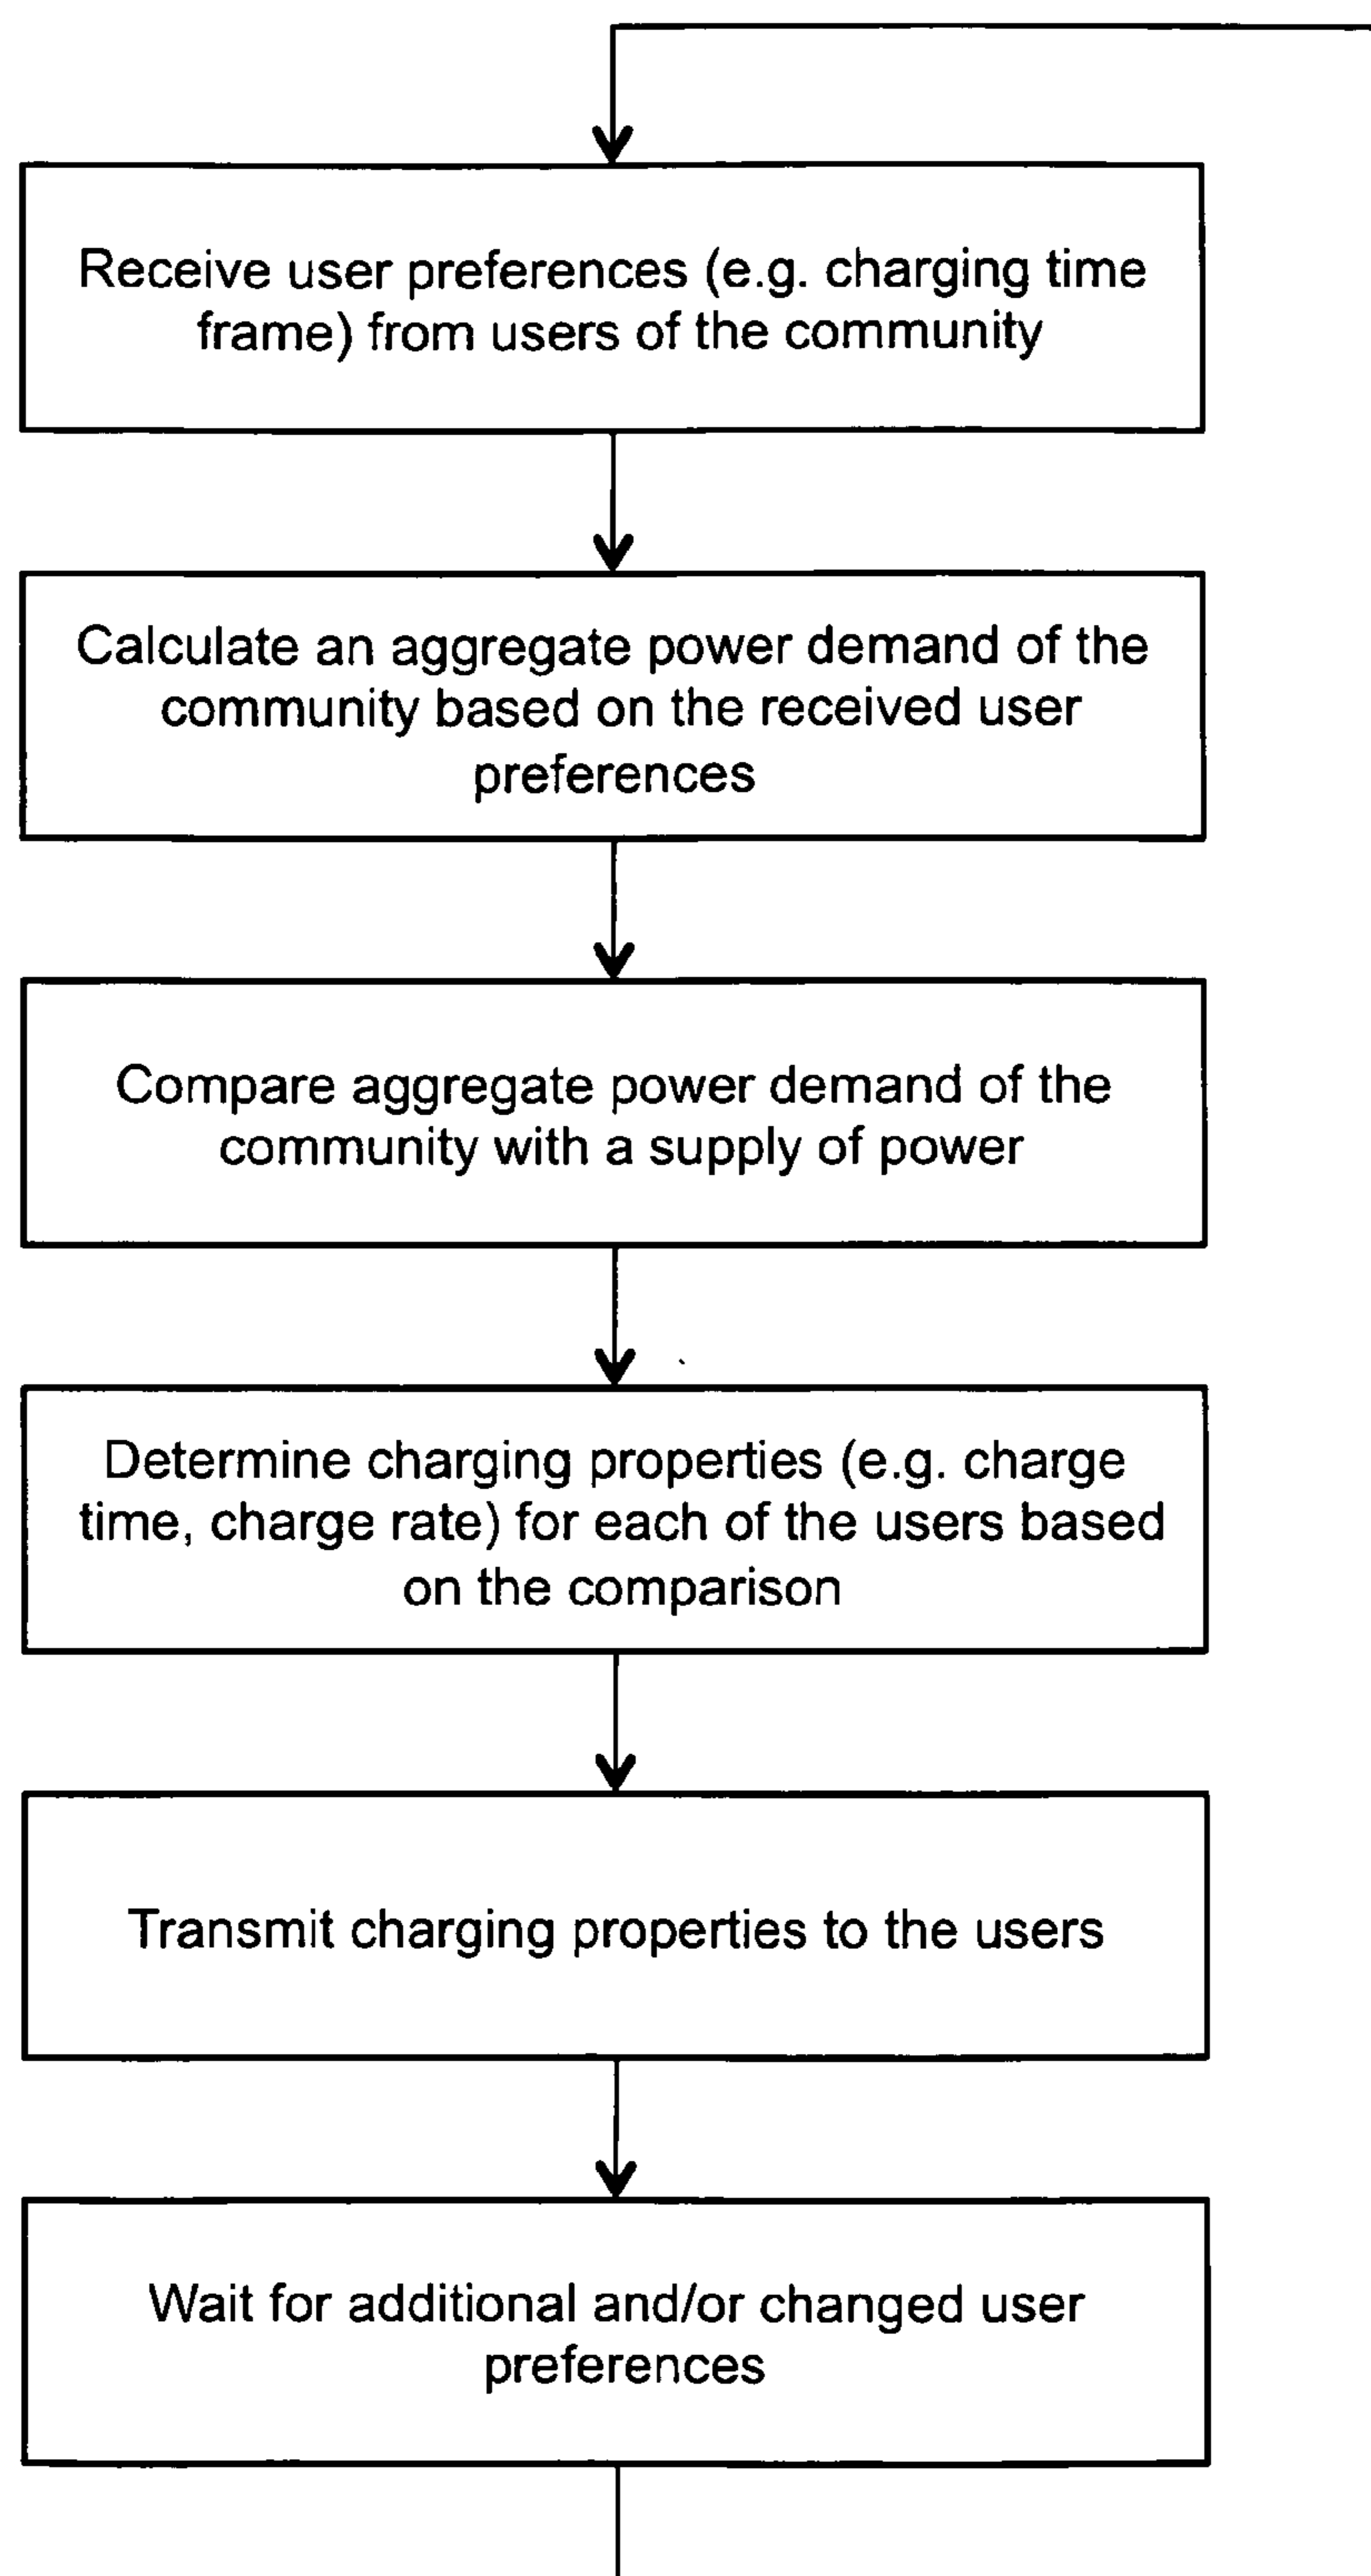 Receive user preferences (e.g. charging time
frame) from users of the community
Calculate an aggregate power demand of the
community based on the received user
preferences
Compare aggregate power demand of the
community with a supply of power
Determine charging properties (e.g. charge
time, charge rate) for each of the users based
on the comparison
Transmit charging properties to the users
Wait for additional and/or changed user
preferences